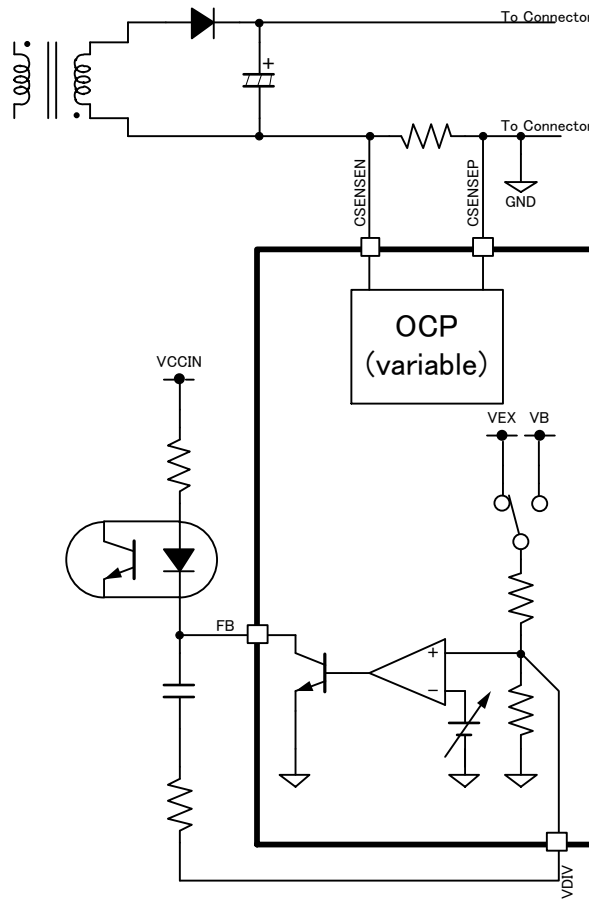 To Connector
To Connector
CSENSEN
CSENSEP
GND
OCP
(variable)
VCCIN
VEX
VB
FB
+
−
+
VDIV